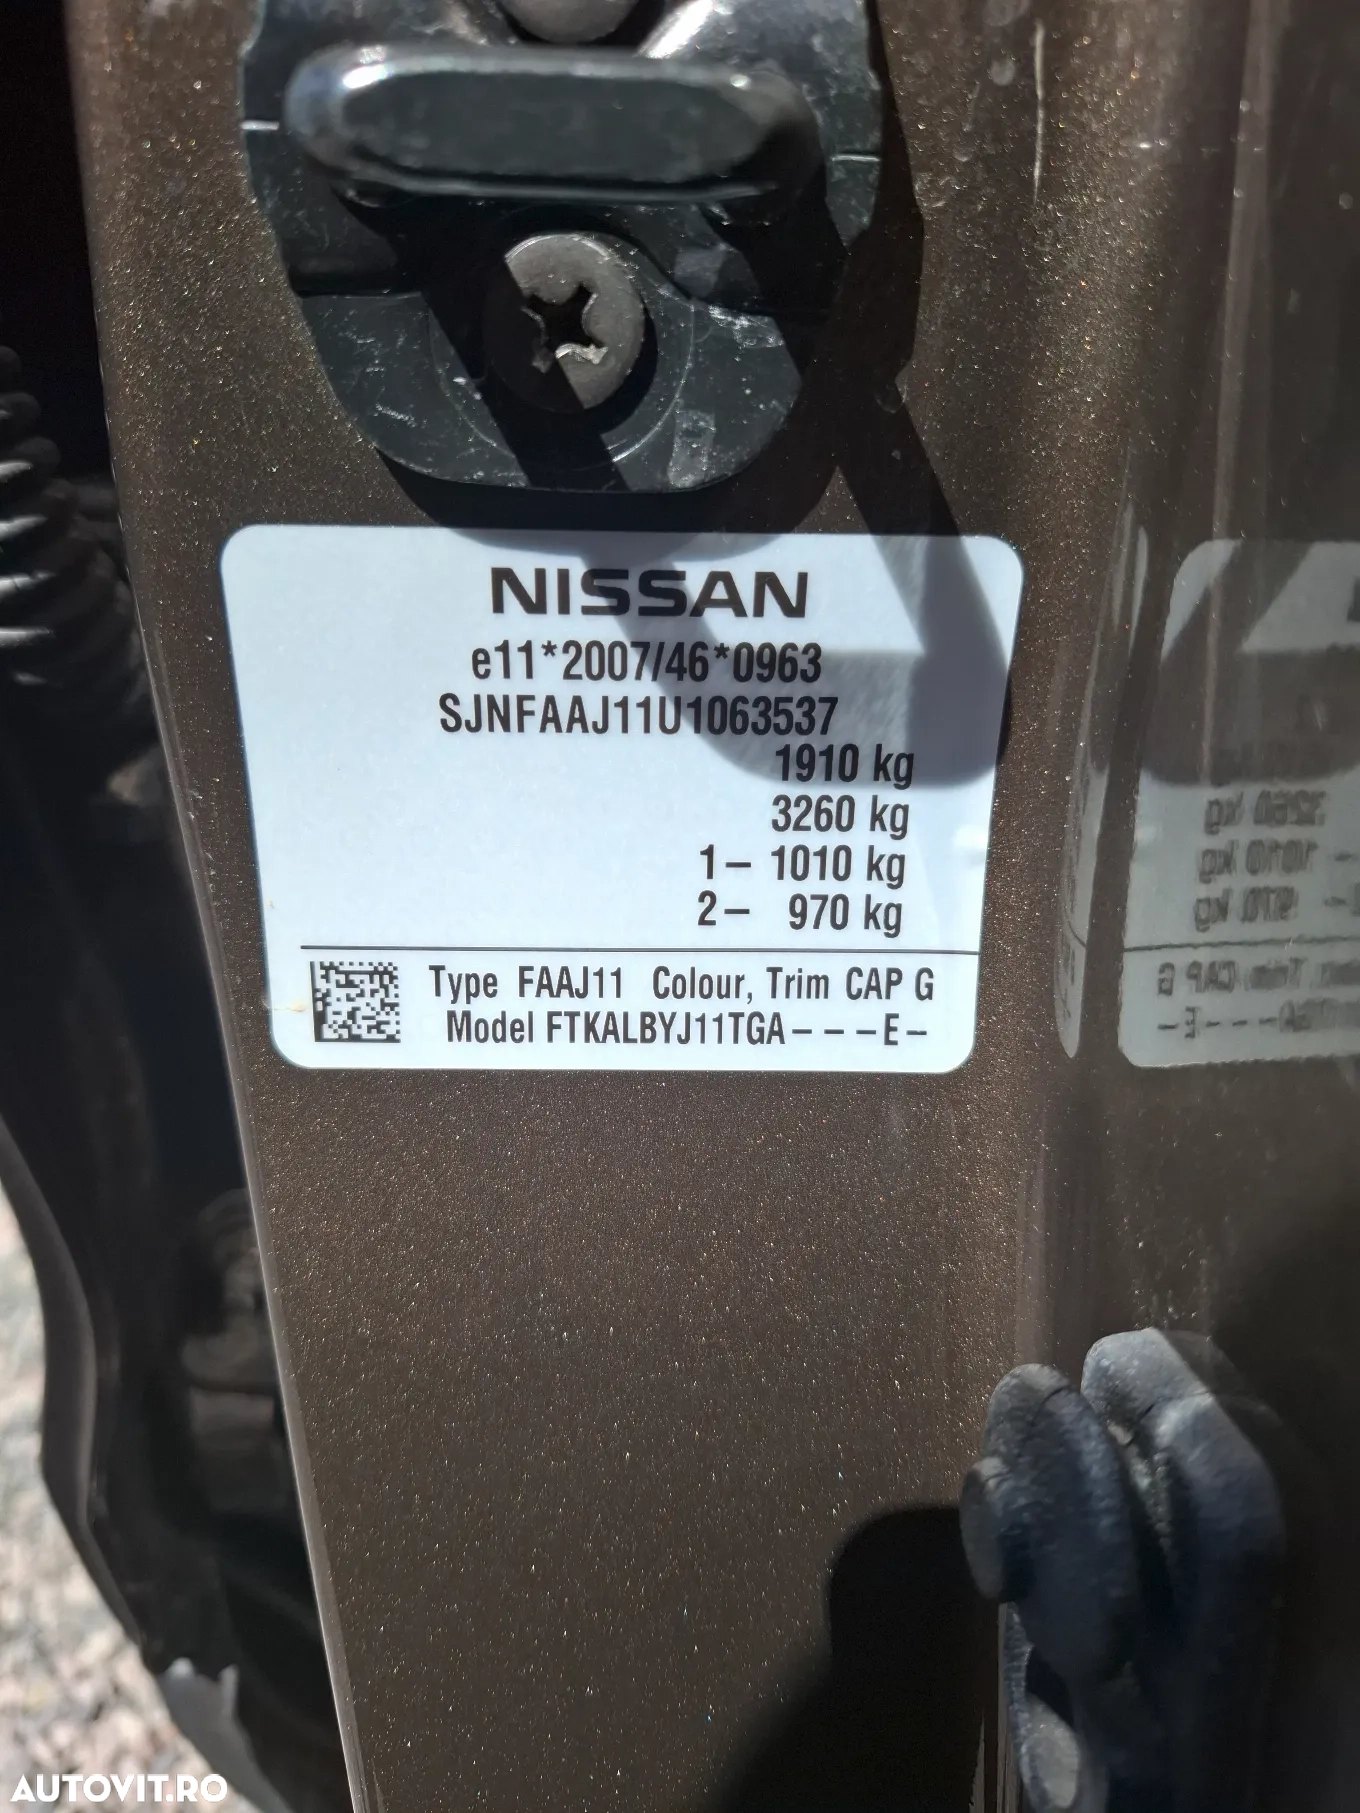 NISSAN
e11*2007/46*0963
SJNFAAJ11U1063537
1910 kg
3260 kg
1– 1010 kg
2– 970 kg
Type FAAJ11 Colour, Trim CAP G
Model FTKALBYJ11TGA– – – –E–
AUTOVIT.RO